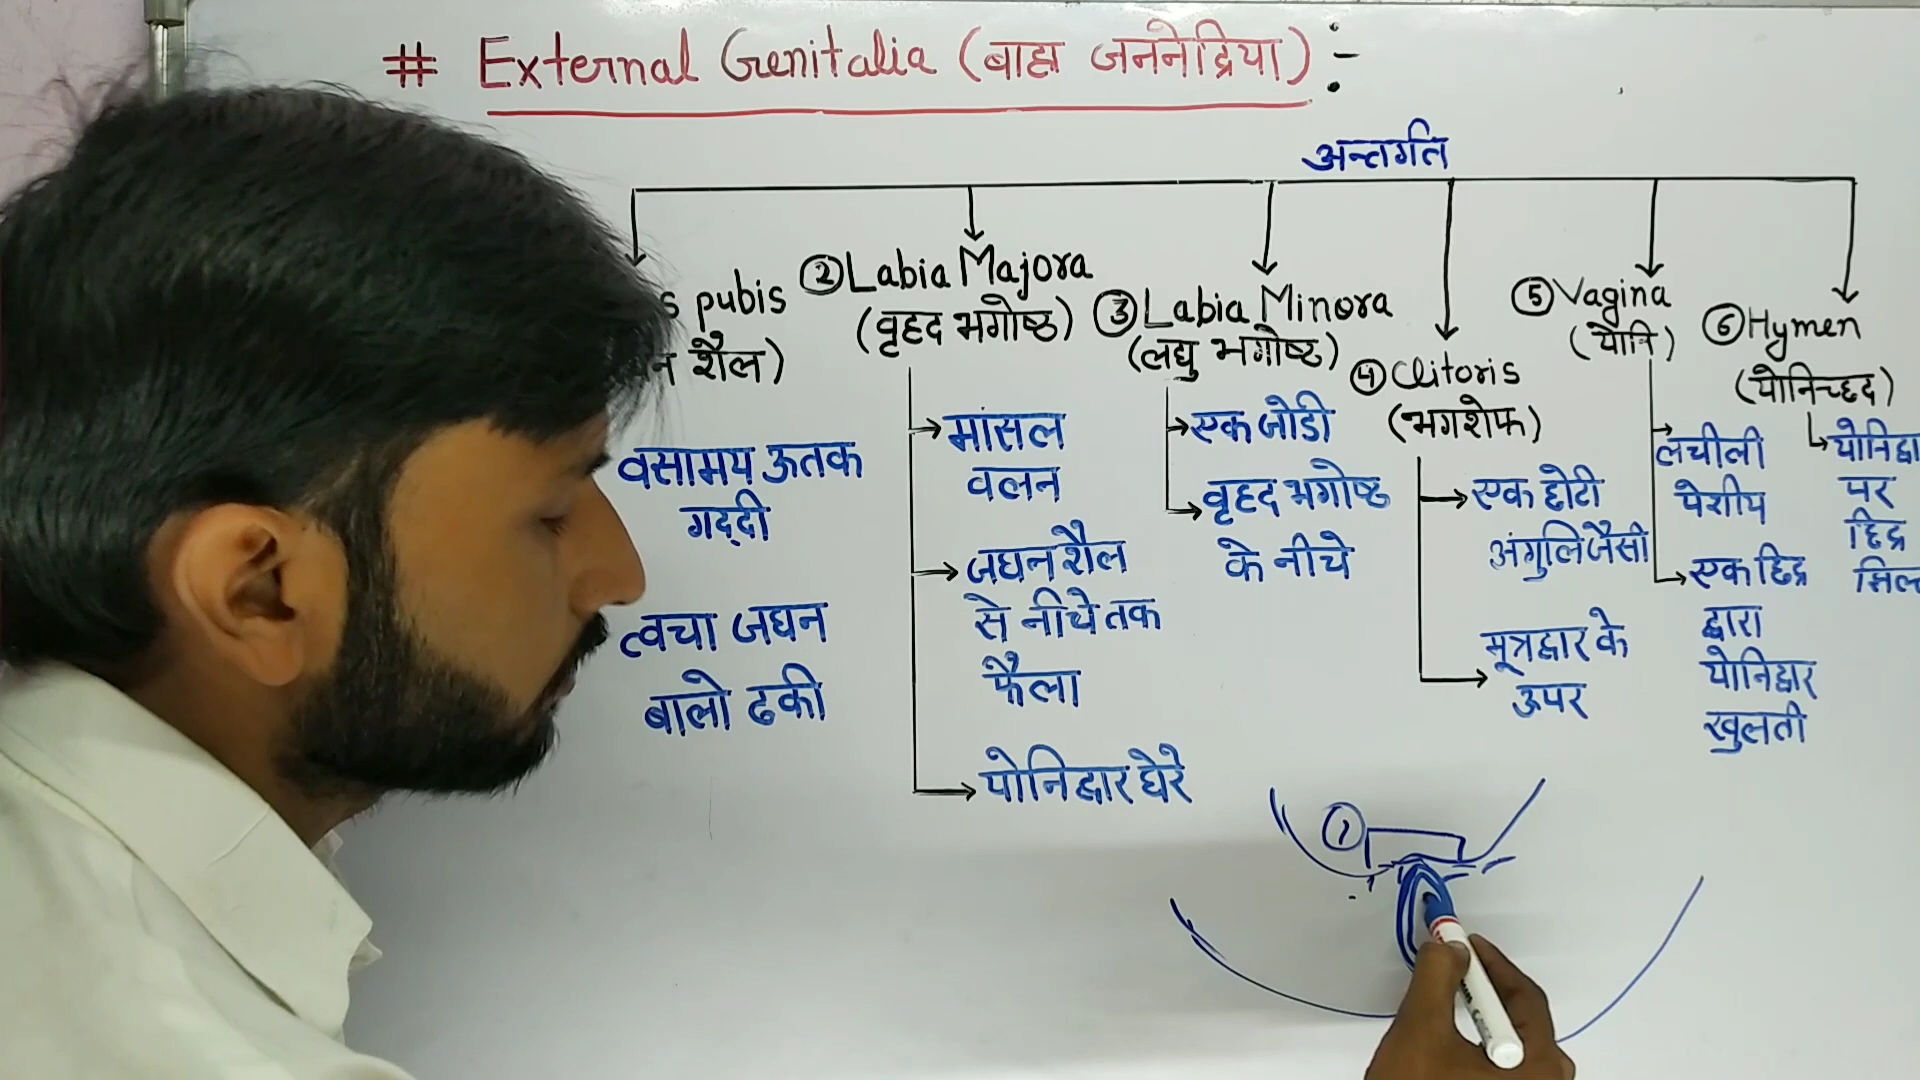 # External Genitalia (बाह्य जननेद्रिया) :-
अन्तर्गत
s pubis
न शैल)
वसामय ऊतक
गद्दी
त्वचा जघन
बालो ढकी
② Labia Majora
(वृहद भगोष्ठ)
मांसल
वलन
जघन शैल
से नीचे तक
फैला
योनिद्वार घेरे
③ Labia Minora
(लघु भगोष्ठ)
एक जोडी
वृहद भगोष्ठ
के नीचे
④ Clitoris
(भगशेफ)
एक छोटी
अंगुलि जैसी
मूत्रद्वार के
ऊपर
⑤ Vagina
(योनि)
लचीली
पेशीय
एक छिद्र
द्वारा
योनिद्वार
खुलती
⑥ Hymen
(योनिच्छद)
योनिद्वा
पर
छिद्र
झिल्
①